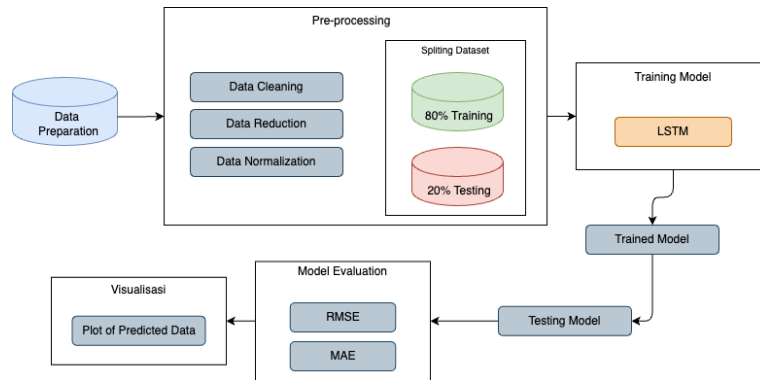 Pre-processing
Data
Preparation
Data Cleaning
Data Reduction
Data Normalization
Spliting Dataset
80% Training
20% Testing
Training Model
LSTM
Trained Model
Testing Model
Model Evaluation
RMSE
MAE
Visualisasi
Plot of Predicted Data